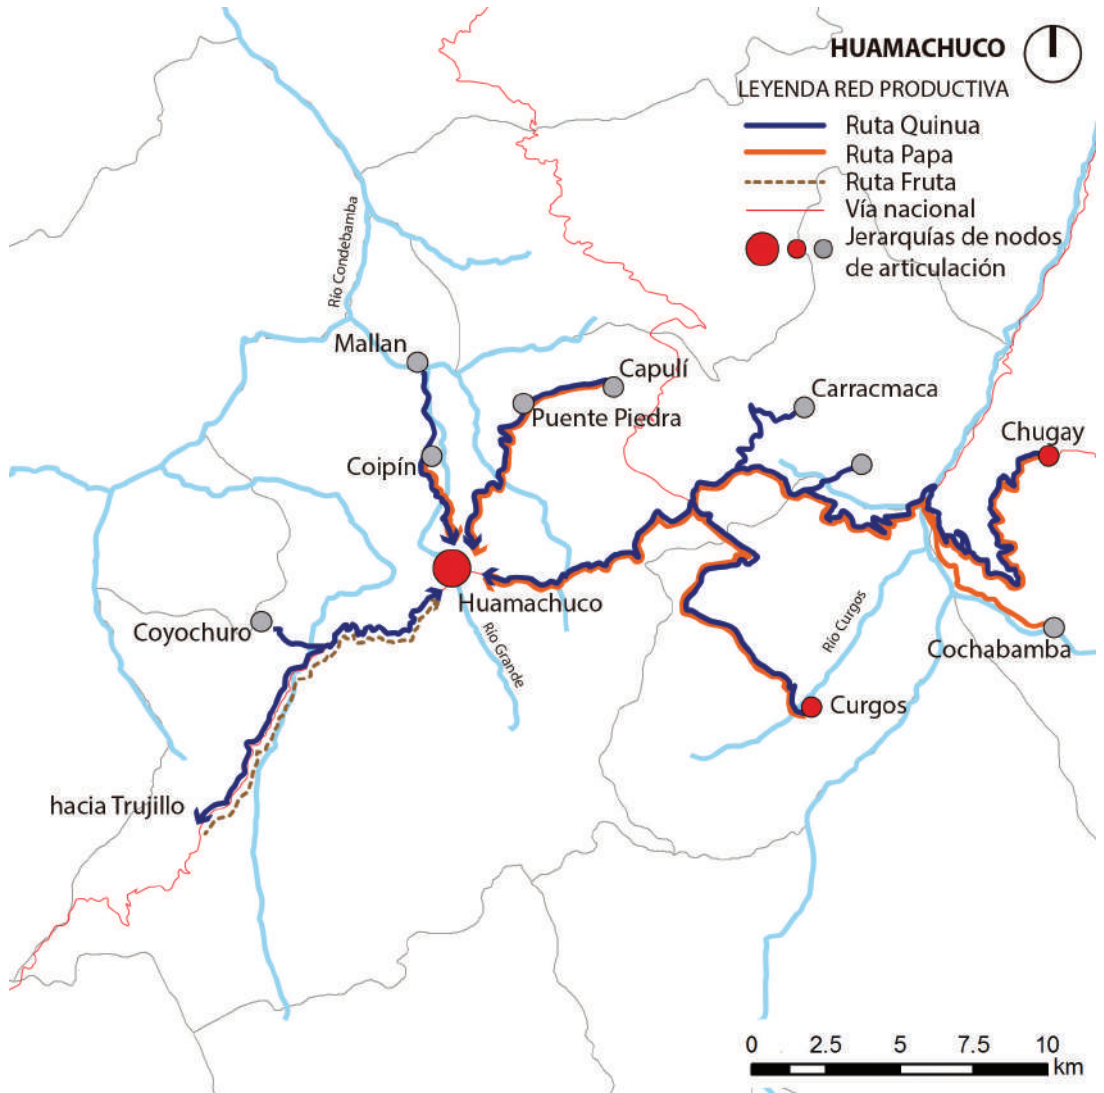 HUAMACHUCO
LEYENDA RED PRODUCTIVA
Ruta Quinua
Ruta Papa
Ruta Fruta
Vía nacional
Jerarquías de nodos
de articulación
Río Condebamba
Mallan
Capulí
Puente Piedra
Carracmaca
Chugay
Coipín
Huamachuco
Coyochuro
Río Grande
Río Curgos
Cochabamba
Curgos
hacia Trujillo
0 2.5 5 7.5 10
km